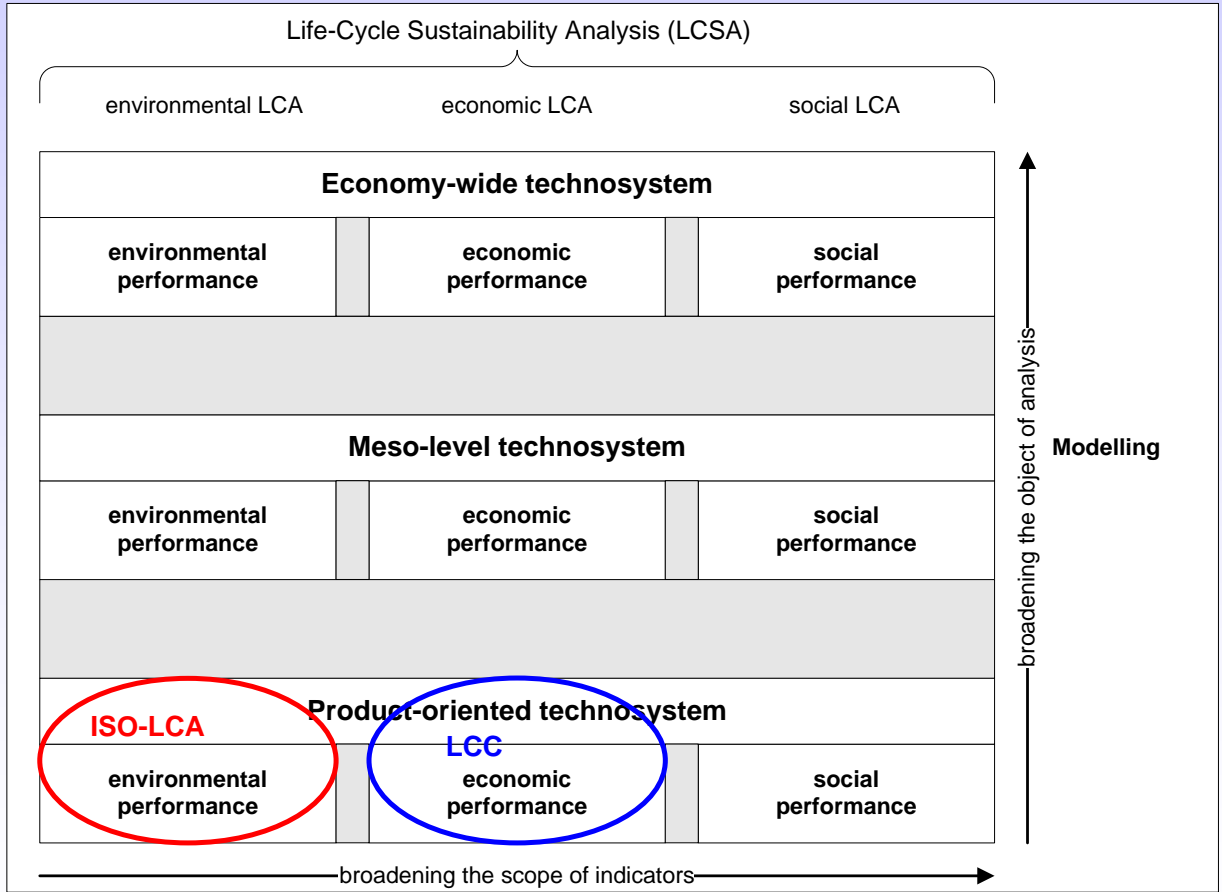 Life-Cycle Sustainability Analysis (LCSA)
environmental LCA
economic LCA
social LCA
Economy-wide technosystem
environmental
performance
economic
performance
social
performance
Meso-level technosystem
environmental
performance
economic
performance
social
performance
Product-oriented technosystem
ISO-LCA
LCC
environmental
performance
economic
performance
social
performance
broadening the object of analysis
Modelling
broadening the scope of indicators